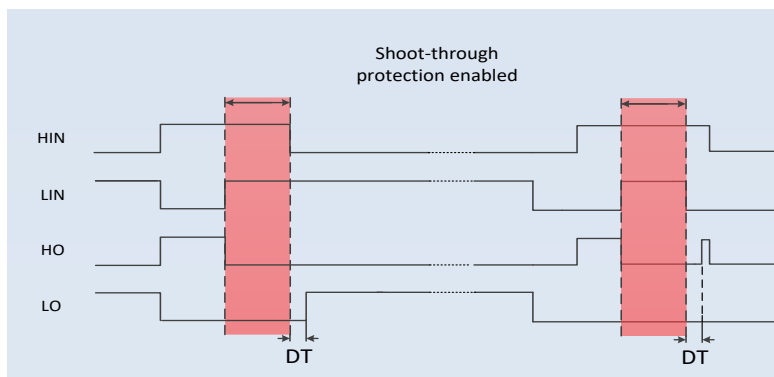 Shoot-through
protection enabled
HIN
LIN
HO
LO
DT
DT